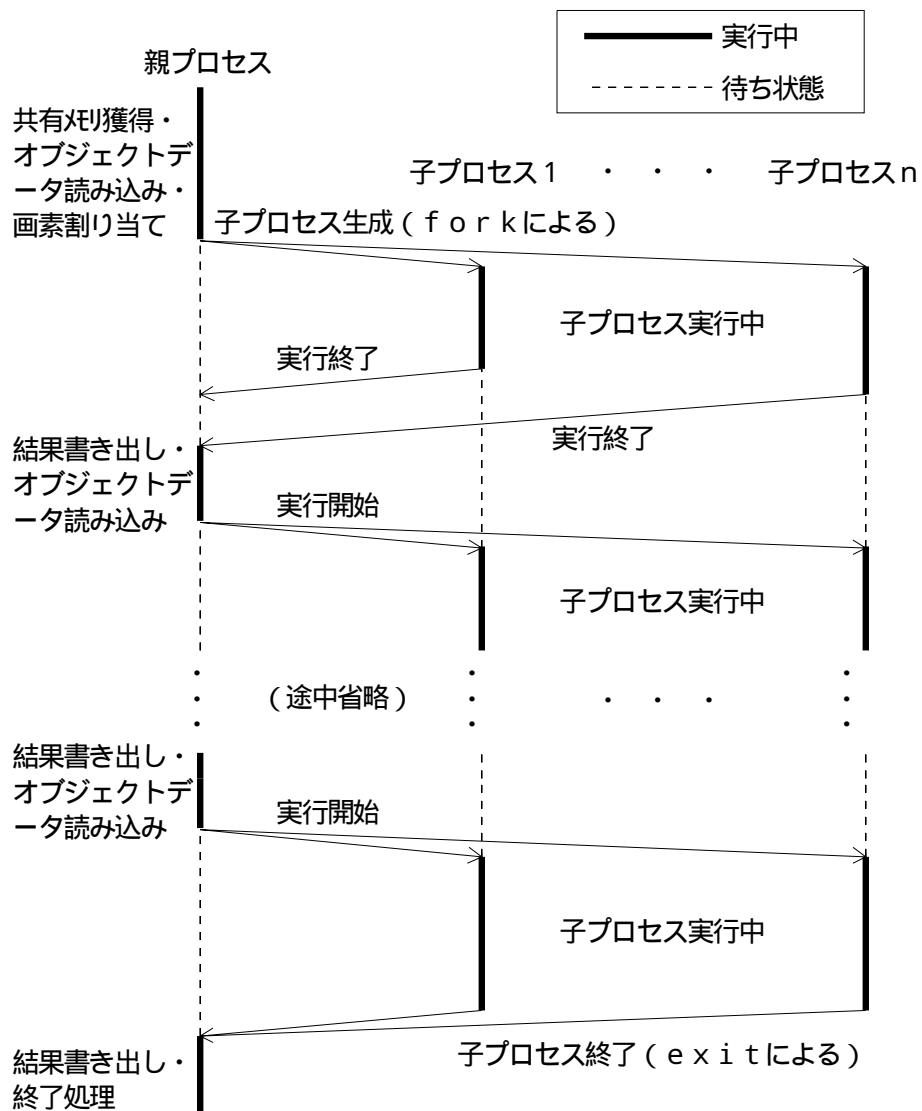 実行中
待ち状態
親プロセス
共有メモリ獲得・
オブジェクトデ
ータ読み込み・
画素割り当て
子プロセス1 ・ ・ ・ 子プロセスn
子プロセス生成(forkによる)
子プロセス実行中
実行終了
実行終了
結果書き出し・
オブジェクトデ
ータ読み込み
実行開始
子プロセス実行中
(途中省略) ・ ・ ・
結果書き出し・
オブジェクトデ
ータ読み込み
実行開始
子プロセス実行中
子プロセス終了(exitによる)
結果書き出し・
終了処理